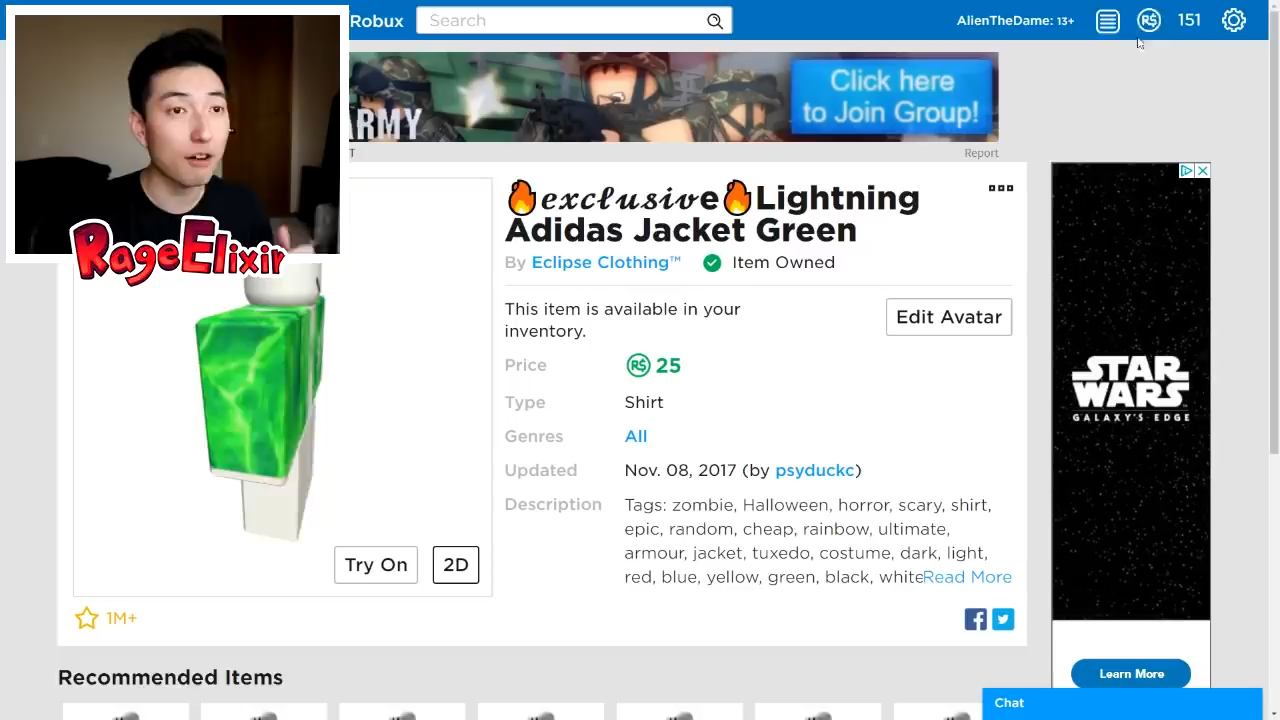 Robux
Search
AlienTheDame: 13+
R$
151
ARMY
Click here
to Join Group!
T
Report
RageElixir
🔥𝓮𝔁𝓬𝓵𝓾𝓼𝓲𝓿e🔥Lightning
Adidas Jacket Green
By Eclipse Clothing™ Item Owned
This item is available in your
inventory.
Edit Avatar
Price R$ 25
Type Shirt
Genres All
Updated Nov. 08, 2017 (by psyduckc)
Description Tags: zombie, Halloween, horror, scary, shirt,
epic, random, cheap, rainbow, ultimate,
armour, jacket, tuxedo, costume, dark, light,
red, blue, yellow, green, black, white Read More
Try On
2D
1M+
STAR
WARS
GALAXY'S EDGE
Learn More
Recommended Items
Chat